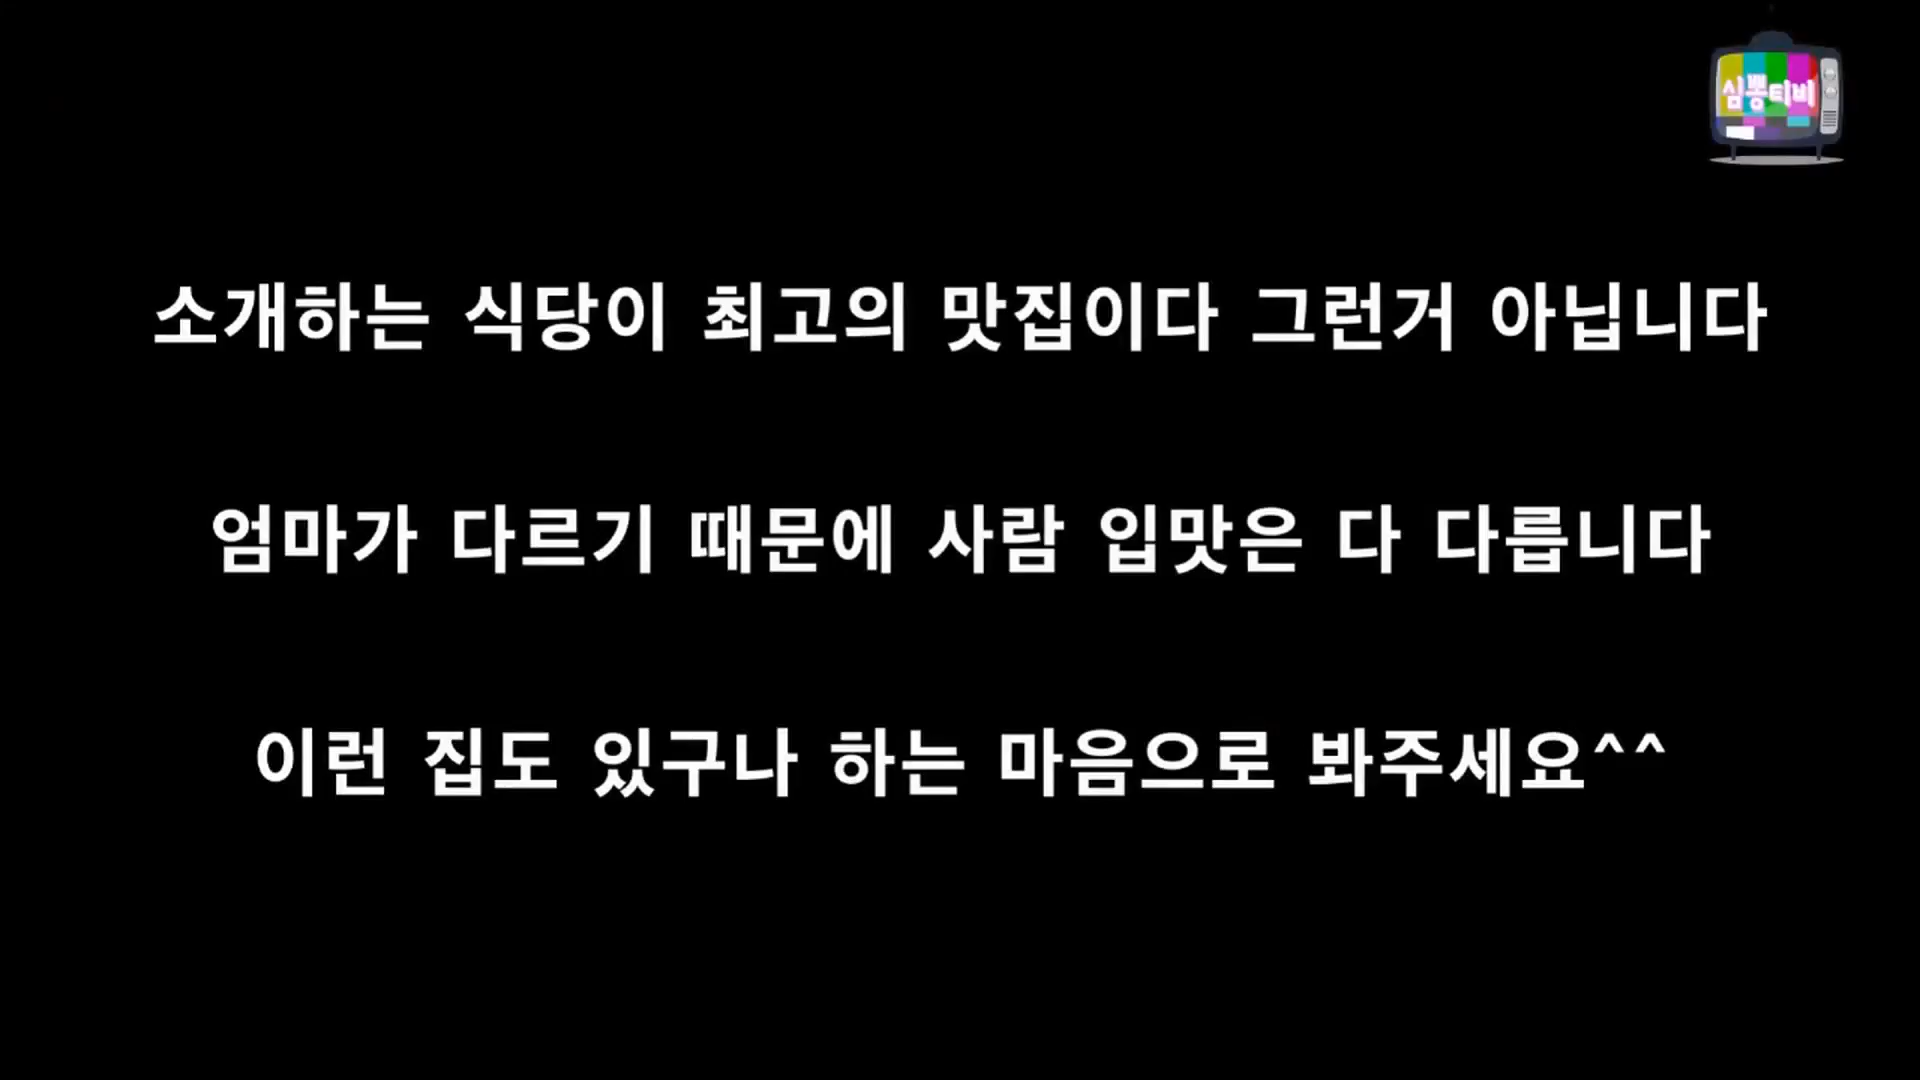 심뽕티비
소개하는 식당이 최고의 맛집이다 그런거 아닙니다
엄마가 다르기 때문에 사람 입맛은 다 다릅니다
이런 집도 있구나 하는 마음으로 봐주세요^^